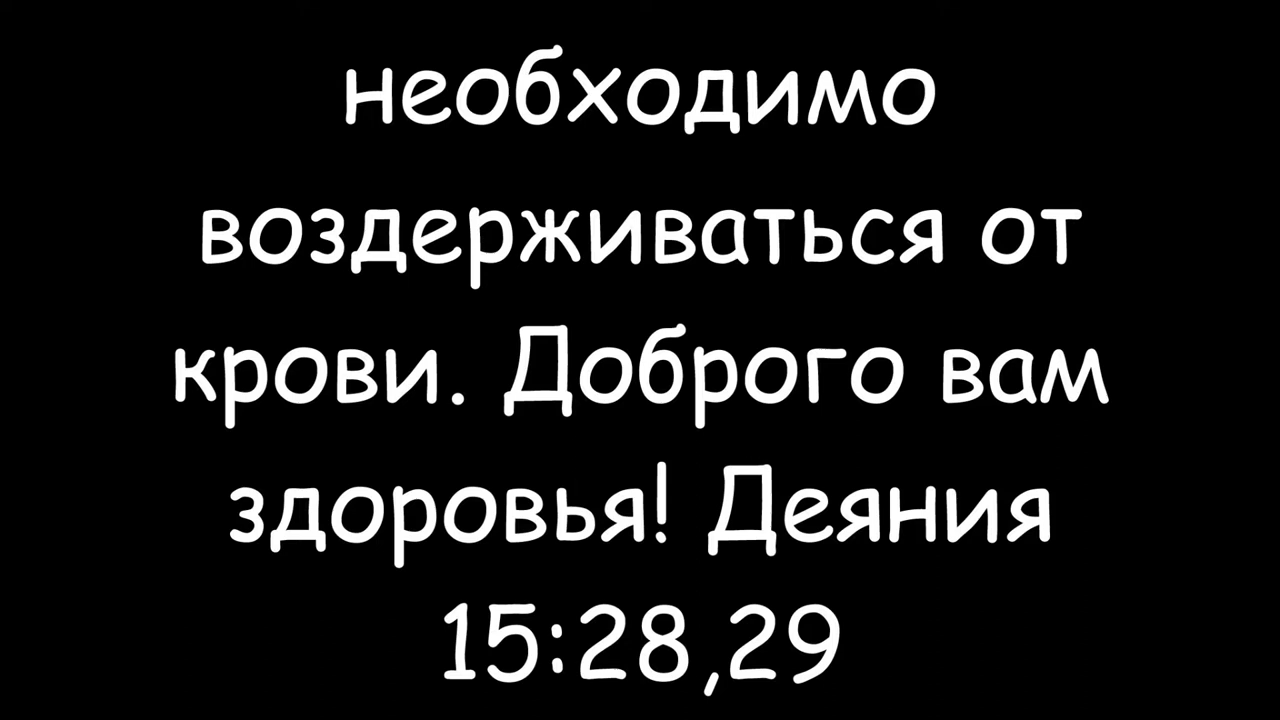 необходимо
воздерживаться от
крови. Доброго вам
здоровья! Деяния
15:28,29